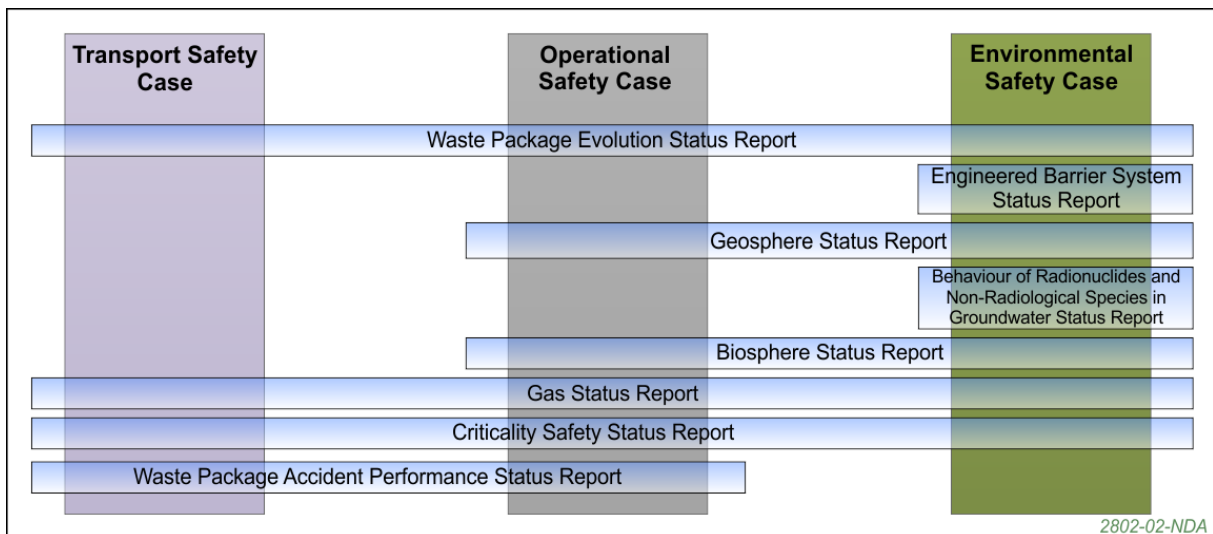 Transport Safety
Case
Operational
Safety Case
Environmental
Safety Case
Waste Package Evolution Status Report
Engineered Barrier System
Status Report
Geosphere Status Report
Behaviour of Radionuclides and
Non-Radiological Species in
Groundwater Status Report
Biosphere Status Report
Gas Status Report
Criticality Safety Status Report
Waste Package Accident Performance Status Report
2802-02-NDA